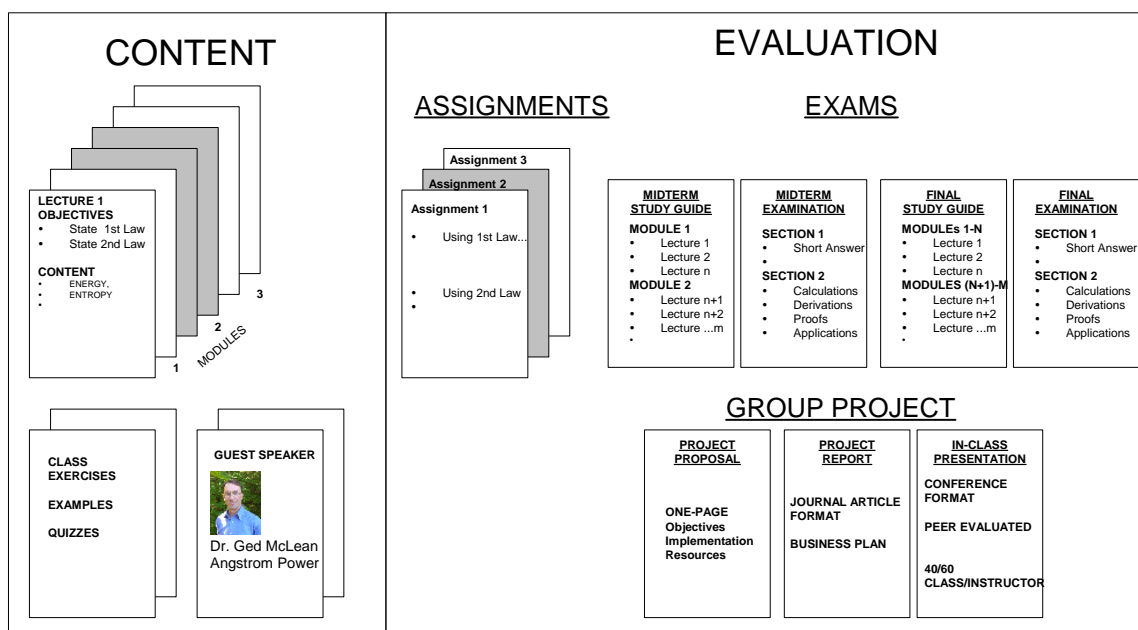 CONTENT
LECTURE 1
OBJECTIVES
• State 1st Law
• State 2nd Law
CONTENT
• ENERGY,
• ENTROPY
•
1
2
3
MODULES
CLASS
EXERCISES
EXAMPLES
QUIZZES
GUEST SPEAKER
Dr. Ged McLean
Angstrom Power
EVALUATION
ASSIGNMENTS
Assignment 3
Assignment 2
Assignment 1
• Using 1st Law...
• Using 2nd Law
•
EXAMS
MIDTERM
STUDY GUIDE
MODULE 1
• Lecture 1
• Lecture 2
• Lecture n
MODULE 2
• Lecture n+1
• Lecture n+2
• Lecture ...m
•
MIDTERM
EXAMINATION
SECTION 1
• Short Answer
•
SECTION 2
• Calculations
• Derivations
• Proofs
• Applications
FINAL
STUDY GUIDE
MODULEs 1-N
• Lecture 1
• Lecture 2
• Lecture n
MODULES (N+1)-M
• Lecture n+1
• Lecture n+2
• Lecture ...m
•
FINAL
EXAMINATION
SECTION 1
• Short Answer
•
SECTION 2
• Calculations
• Derivations
• Proofs
• Applications
GROUP PROJECT
PROJECT
PROPOSAL
ONE-PAGE
Objectives
Implementation
Resources
PROJECT
REPORT
JOURNAL ARTICLE
FORMAT
BUSINESS PLAN
IN-CLASS
PRESENTATION
CONFERENCE
FORMAT
PEER EVALUATED
40/60
CLASS/INSTRUCTOR